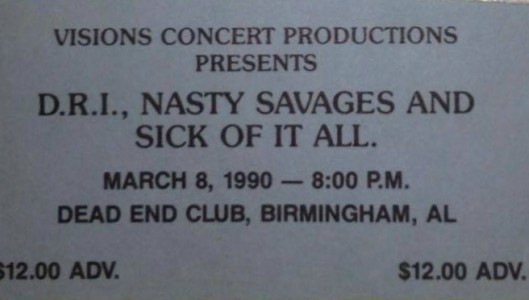 VISIONS CONCERT PRODUCTIONS
PRESENTS
D.R.I., NASTY SAVAGES AND
SICK OF IT ALL.
MARCH 8, 1990 — 8:00 P.M.
DEAD END CLUB, BIRMINGHAM, AL
$12.00 ADV. $12.00 ADV.